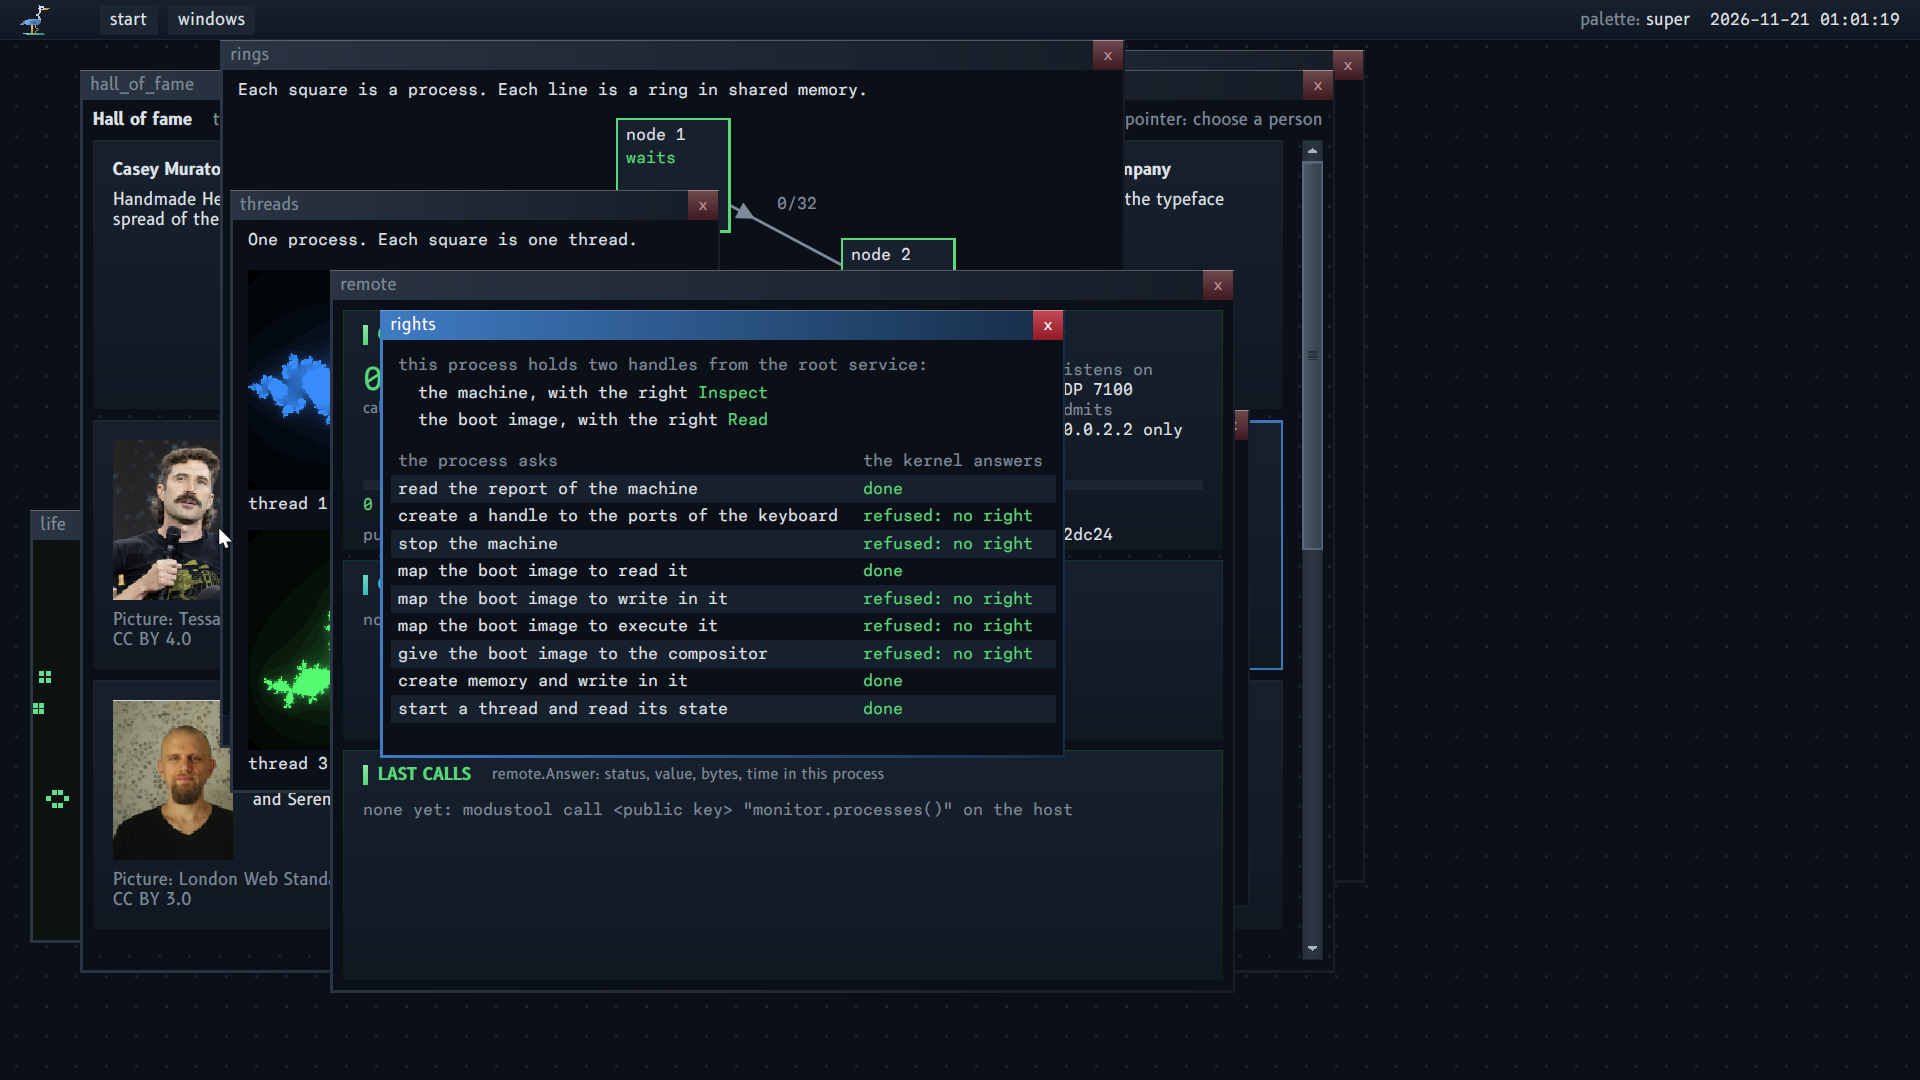 start windows palette: super 2026-11-21 01:01:19
rings x
x
hall_of_fame
x
Each square is a process. Each line is a ring in shared memory.
Hall of fame
pointer: choose a person
node 1
waits
Handmade
spread of the
Casey
the typeface
threads x
0/32
One process. Each square is one thread.
node 2
remote x
rights x
this process holds two handles from the root service:
the machine, with the right Inspect
the boot image, with the right Read
UDP 7100
10.0.2.2 only
the process asks the kernel answers
read the report of the machine done
create a handle to the ports of the keyboard refused: no right
stop the machine refused: no right
map the boot image to read it done
map the boot image to write in it refused: no right
map the boot image to execute it refused: no right
give the boot image to the compositor refused: no right
create memory and write in it done
start a thread and read its state done
thread 1
0
2dc24
life
Picture: Tessa
CC BY 4.0
thread 3
and
LAST CALLS remote.Answer: status, value, bytes, time in this process
none yet: modustool call <public key> "monitor.processes()" on the host
Picture: London Web
CC BY 3.0